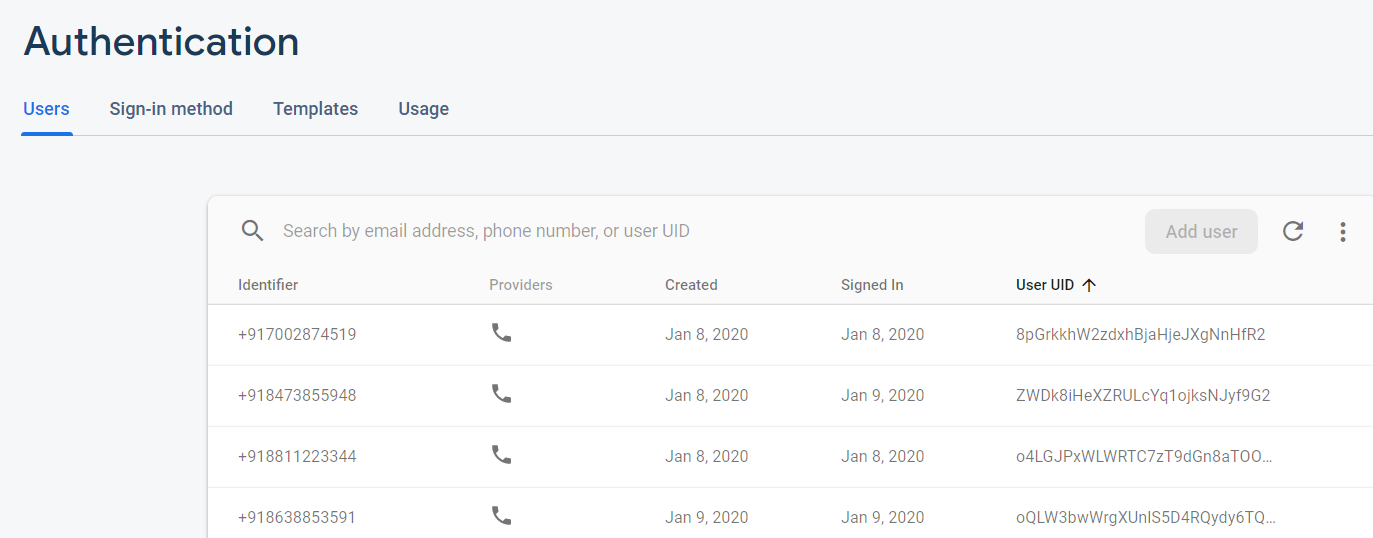 Authentication
Users Sign-in method Templates Usage
Search by email address, phone number, or user UID Add user
Identifier Providers Created Signed In User UID
+917002874519 Jan 8, 2020 Jan 8, 2020 8pGrkkhW2zdxhBjaHjeJXgNnHfR2
+918473855948 Jan 8, 2020 Jan 9, 2020 ZWDk8iHeXZRULcYq1ojksNJyf9G2
+918811223344 Jan 8, 2020 Jan 8, 2020 o4LGJPxWLWRTC7zT9dGn8aTOO...
+918638853591 Jan 9, 2020 Jan 9, 2020 oQLW3bwWrgXUnIS5D4RQydy6TQ...